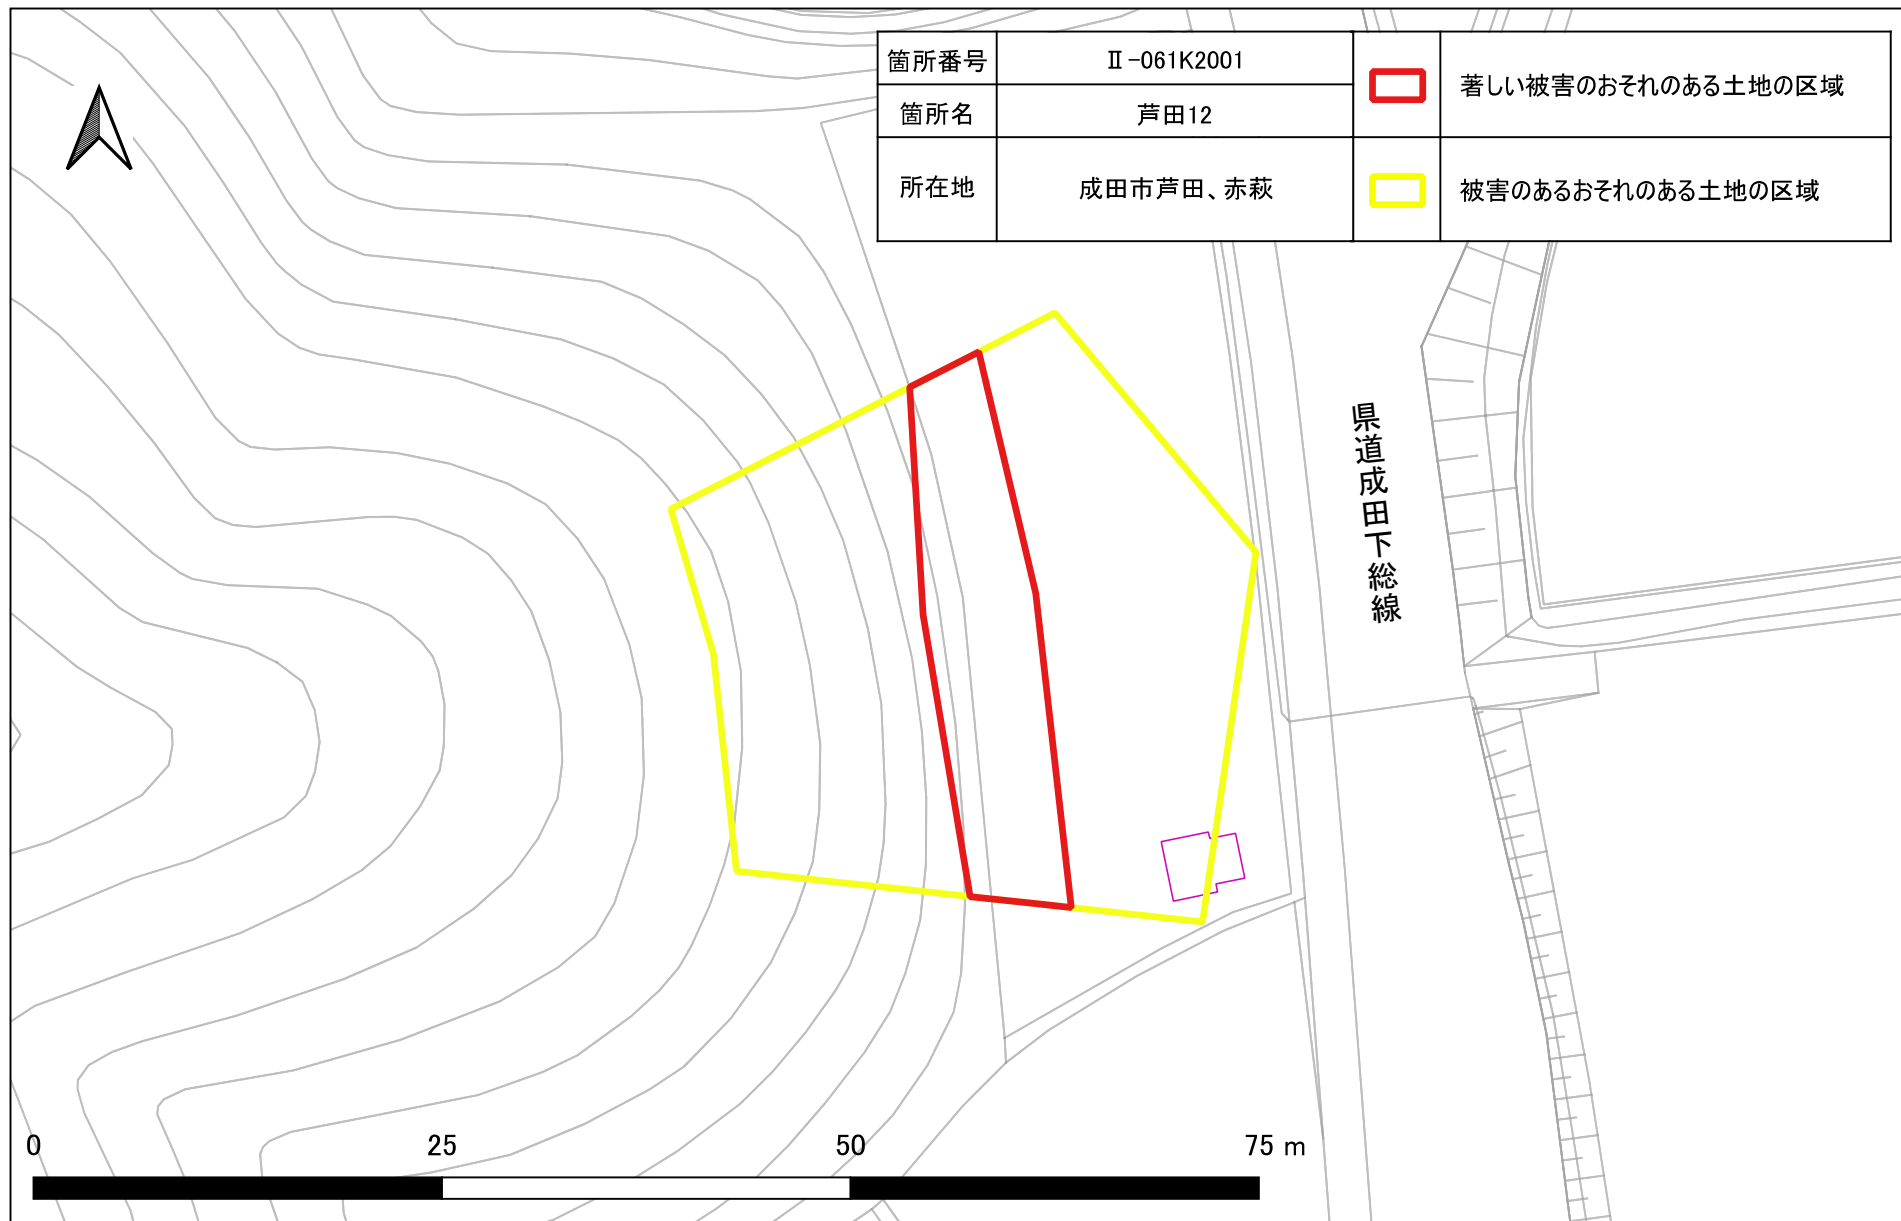 箇所番号 Ⅱ-061K2001
著しい被害のおそれのある土地の区域
箇所名 芦田12
所在地 成田市芦田、赤萩
被害のあるおそれのある土地の区域
県道成田下総線
0 25 50 75 m